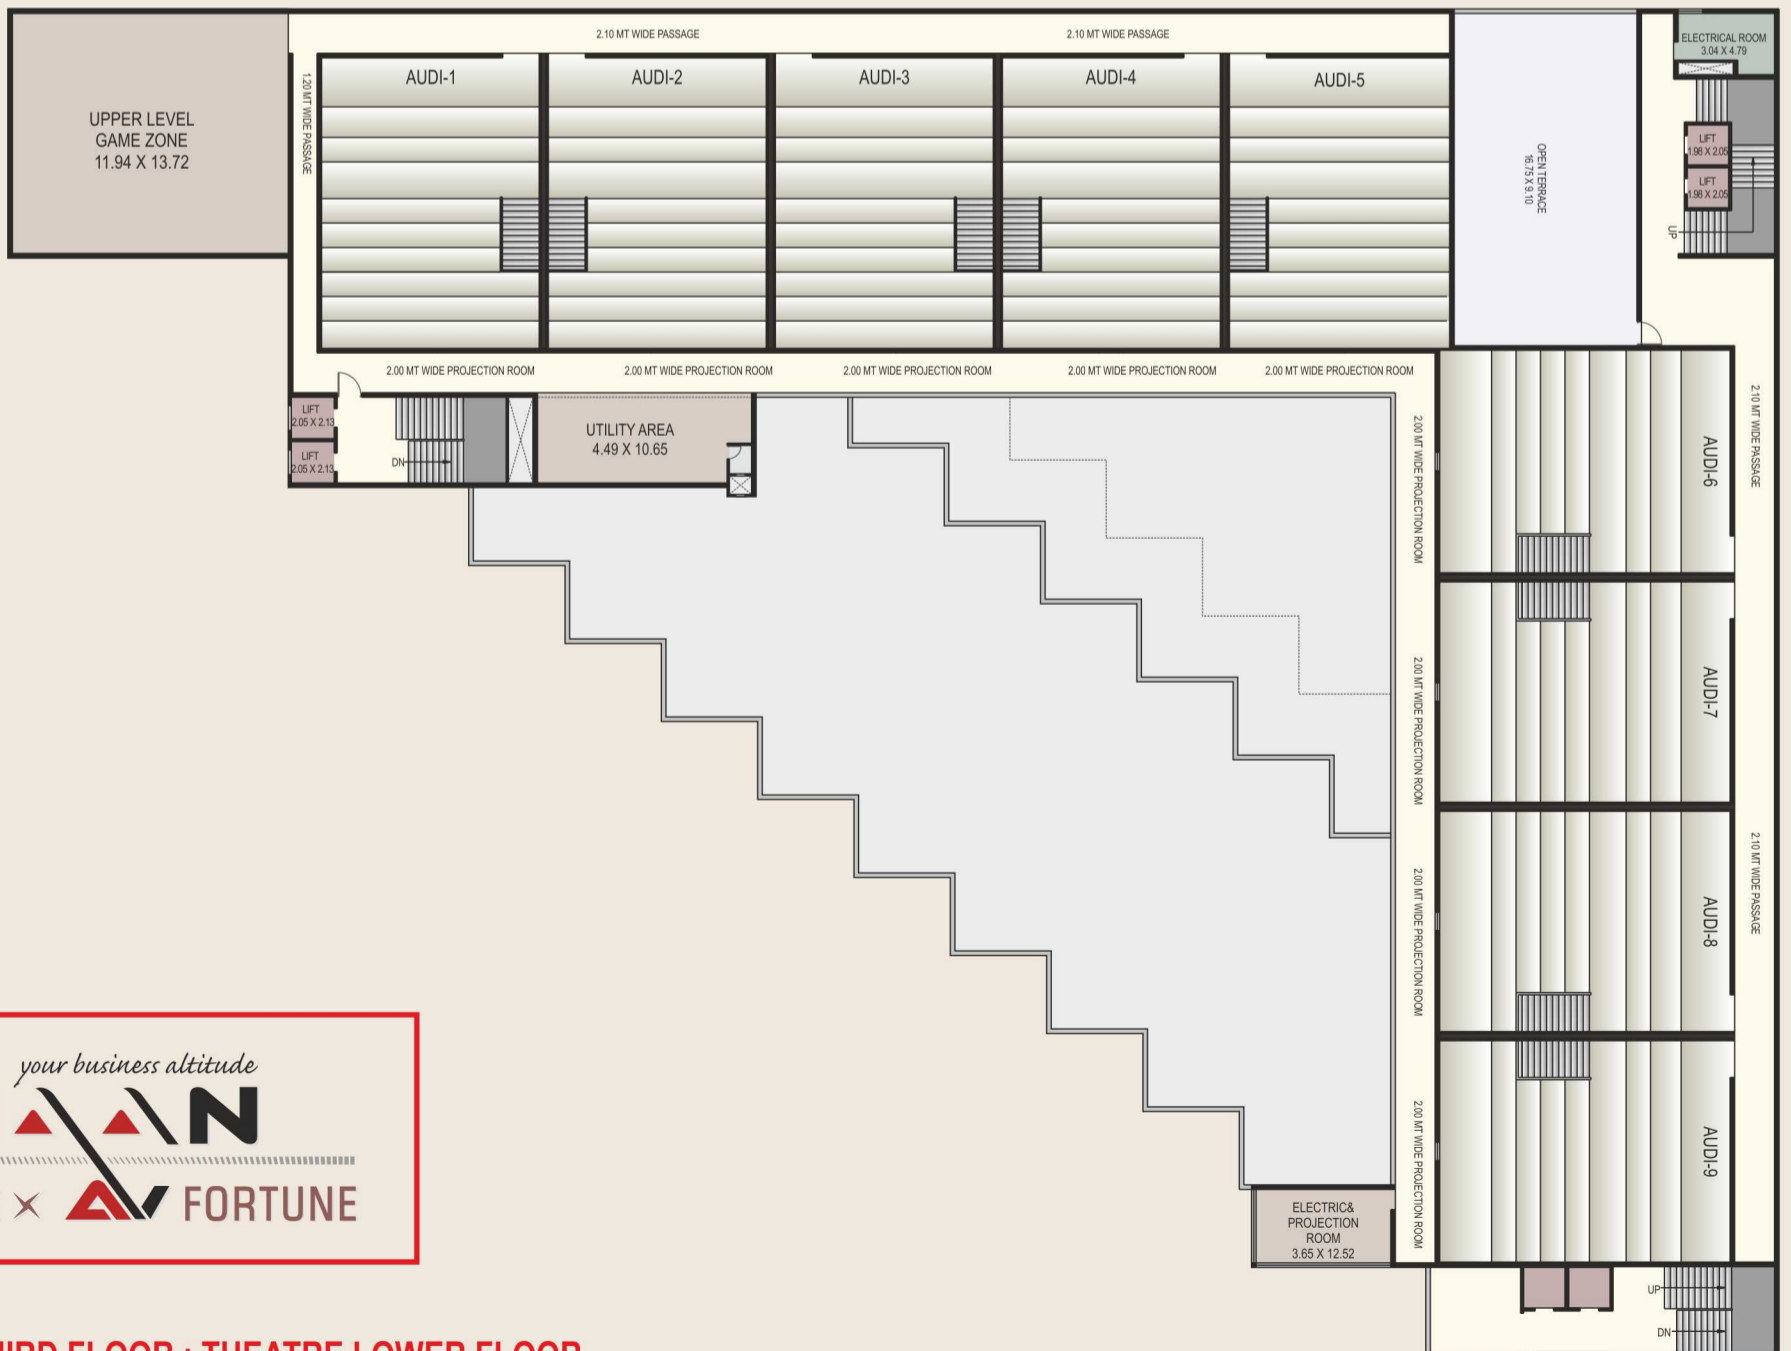 2.10 MT WIDE PASSAGE
2.10 MT WIDE PASSAGE
ELECTRICAL ROOM
3.04 X 4.79
UPPER LEVEL
GAME ZONE
11.94 X 13.72
1.20 MT WIDE PASSAGE
AUDI-1
AUDI-2
AUDI-3
AUDI-4
AUDI-5
OPEN TERRACE
16.75 X 9.10
LIFT
1.98 X 2.05
LIFT
1.98 X 2.05
UP
2.00 MT WIDE PROJECTION ROOM
2.00 MT WIDE PROJECTION ROOM
2.00 MT WIDE PROJECTION ROOM
2.00 MT WIDE PROJECTION ROOM
2.00 MT WIDE PROJECTION ROOM
LIFT
2.05 X 2.13
LIFT
2.05 X 2.13
DN
UTILITY AREA
4.49 X 10.65
2.00 MT WIDE PROJECTION ROOM
AUDI-6
2.10 MT WIDE PASSAGE
2.00 MT WIDE PROJECTION ROOM
AUDI-7
2.00 MT WIDE PROJECTION ROOM
AUDI-8
2.10 MT WIDE PASSAGE
2.00 MT WIDE PROJECTION ROOM
AUDI-9
ELECTRIC&
PROJECTION
ROOM
3.65 X 12.52
UP
DN
your business altitude
FORTUNE
THEATRE LOWER FLOOR